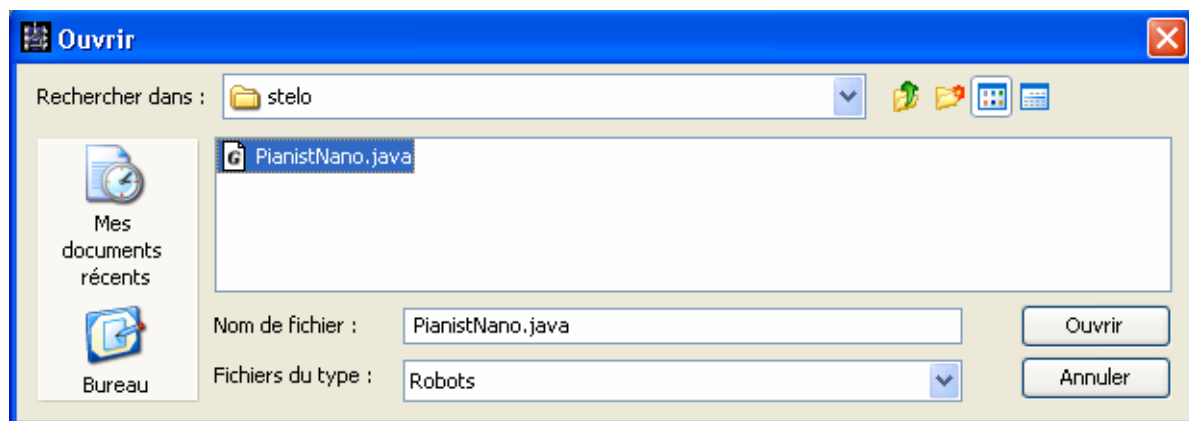 Ouvrir
Rechercher dans : stelo
PianistNano.java
Mes
documents
récents
Nom de fichier : PianistNano.java Ouvrir
Bureau Fichiers du type : Robots Annuler